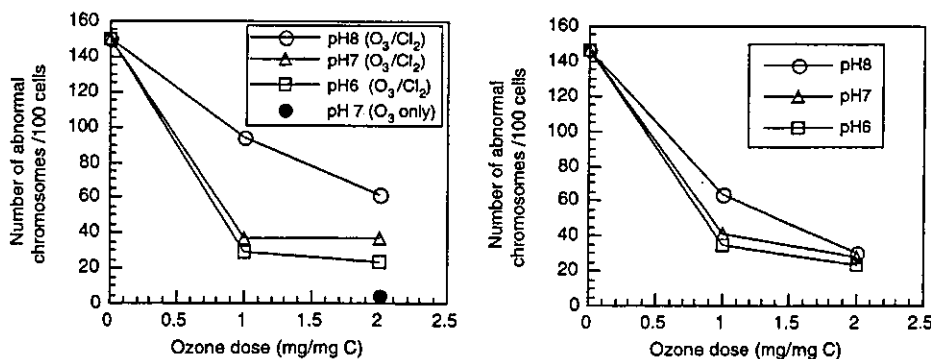 Number of abnormal
chromosomes /100 cells
160
140
120
100
80
60
40
20
0
0 0.5 1 1.5 2 2.5
Ozone dose (mg/mg C)
pH8 (O₃/Cl₂)
pH7 (O₃/Cl₂)
pH6 (O₃/Cl₂)
pH 7 (O₃ only)
Number of abnormal
chromosomes /100 cells
160
140
120
100
80
60
40
20
0
0 0.5 1 1.5 2 2.5
Ozone dose (mg/mg C)
pH8
pH7
pH6